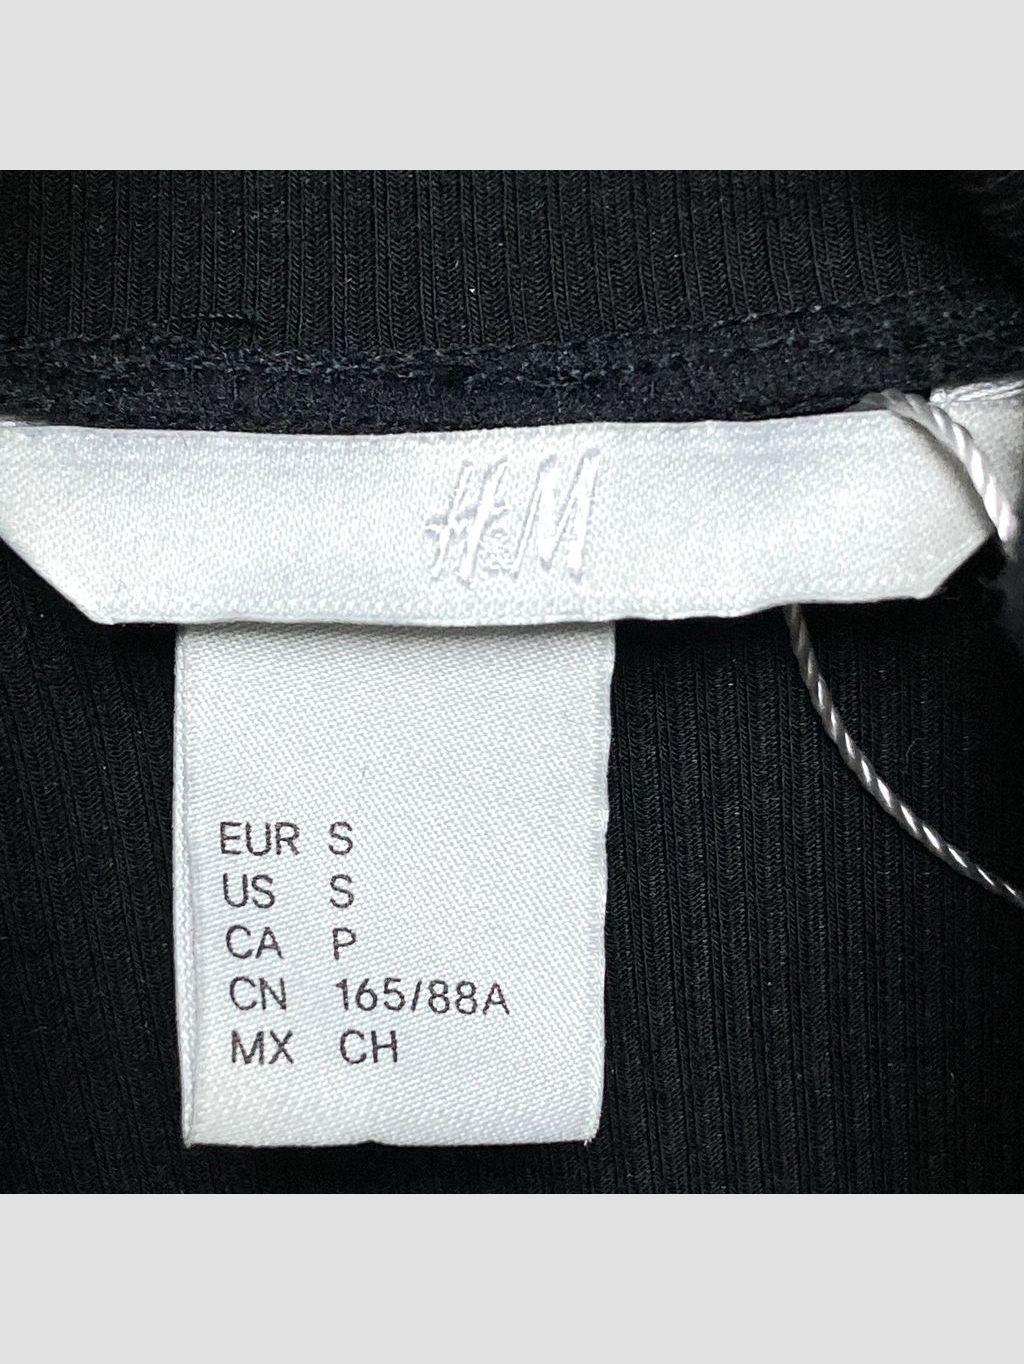 H&M
EUR S
US S
CA P
CN 165/88A
MX CH